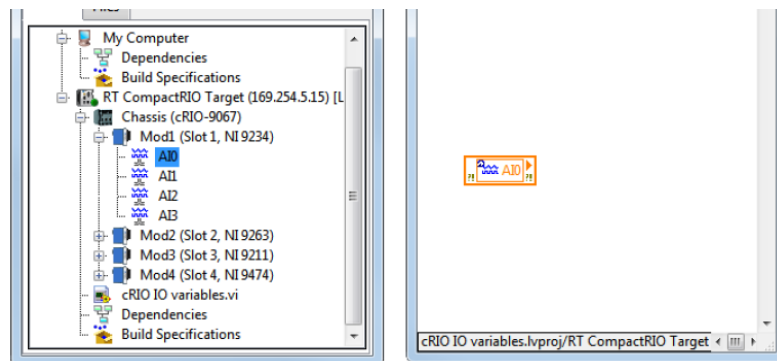 My Computer
Dependencies
Build Specifications
RT CompactRIO Target (169.254.5.15) [L
Chassis (cRIO-9067)
Mod1 (Slot 1, NI 9234)
AI0
AI1
AI2
AI3
Mod2 (Slot 2, NI 9263)
Mod3 (Slot 3, NI 9211)
Mod4 (Slot 4, NI 9474)
cRIO IO variables.vi
Dependencies
Build Specifications
AI0
?! ?!
cRIO IO variables.lvproj/RT CompactRIO Target